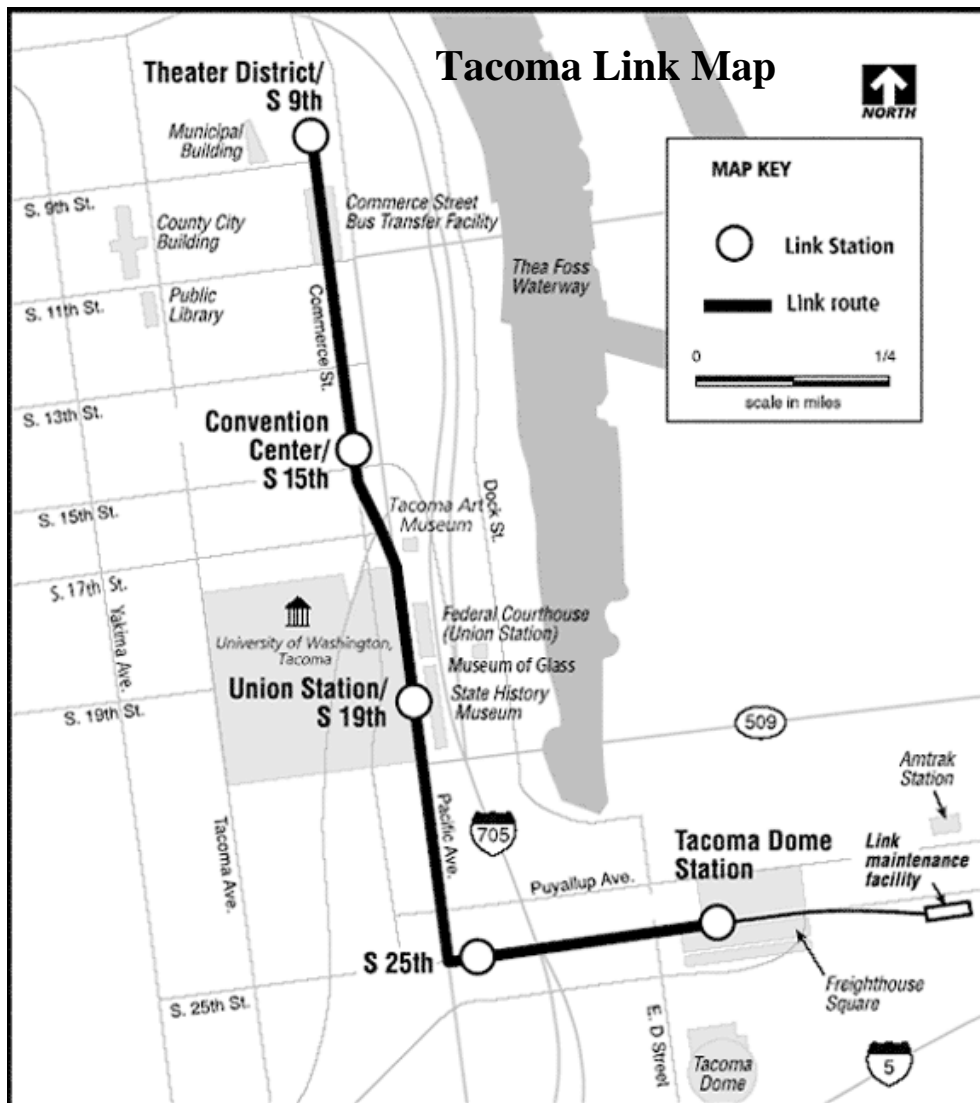 Tacoma Link Map
Theater District/
S 9th
NORTH
Municipal
Building
MAP KEY
S. 9th St.
County City
Building
Commerce Street
Bus Transfer Facility
Link Station
Thea Foss
Waterway
Public
Library
S. 11th St.
Link route
Commerce St.
0 1/4
scale in miles
S. 13th St.
Convention
Center/
S 15th
Dock St.
S. 15th St.
Tacoma Art
Museum
S. 17th St.
Yakima Ave.
University of Washington,
Tacoma
Federal Courthouse
(Union Station)
Museum of Glass
Union Station/
S 19th
State History
Museum
S. 19th St.
509
Amtrak
Station
Tacoma Ave.
Pacific Ave.
705
Tacoma Dome
Station
Link
maintenance
facility
Puyallup Ave.
S 25th
Freighthouse
Square
S. 25th St.
E. D Street
Tacoma
Dome
5